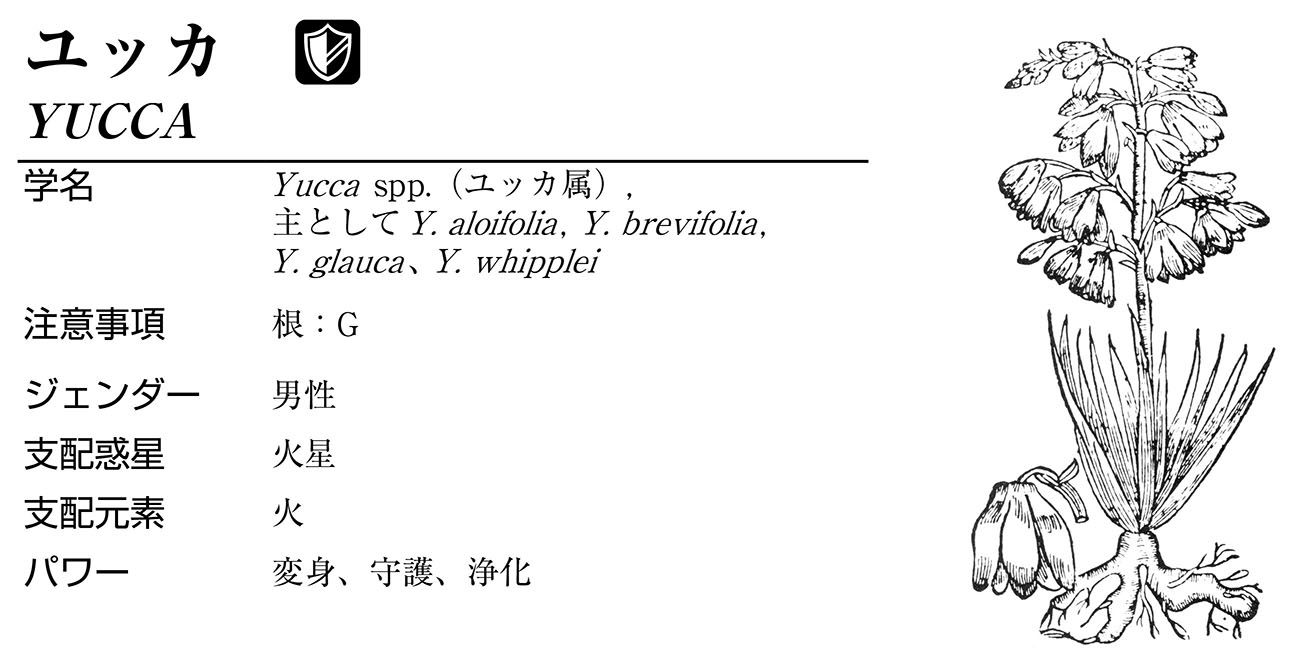 ユッカ
YUCCA
学名 Yucca spp.（ユッカ属）,
主として Y. aloifolia, Y. brevifolia,
Y. glauca、Y. whipplei
注意事項 根：G
ジェンダー 男性
支配惑星 火星
支配元素 火
パワー 変身、守護、浄化